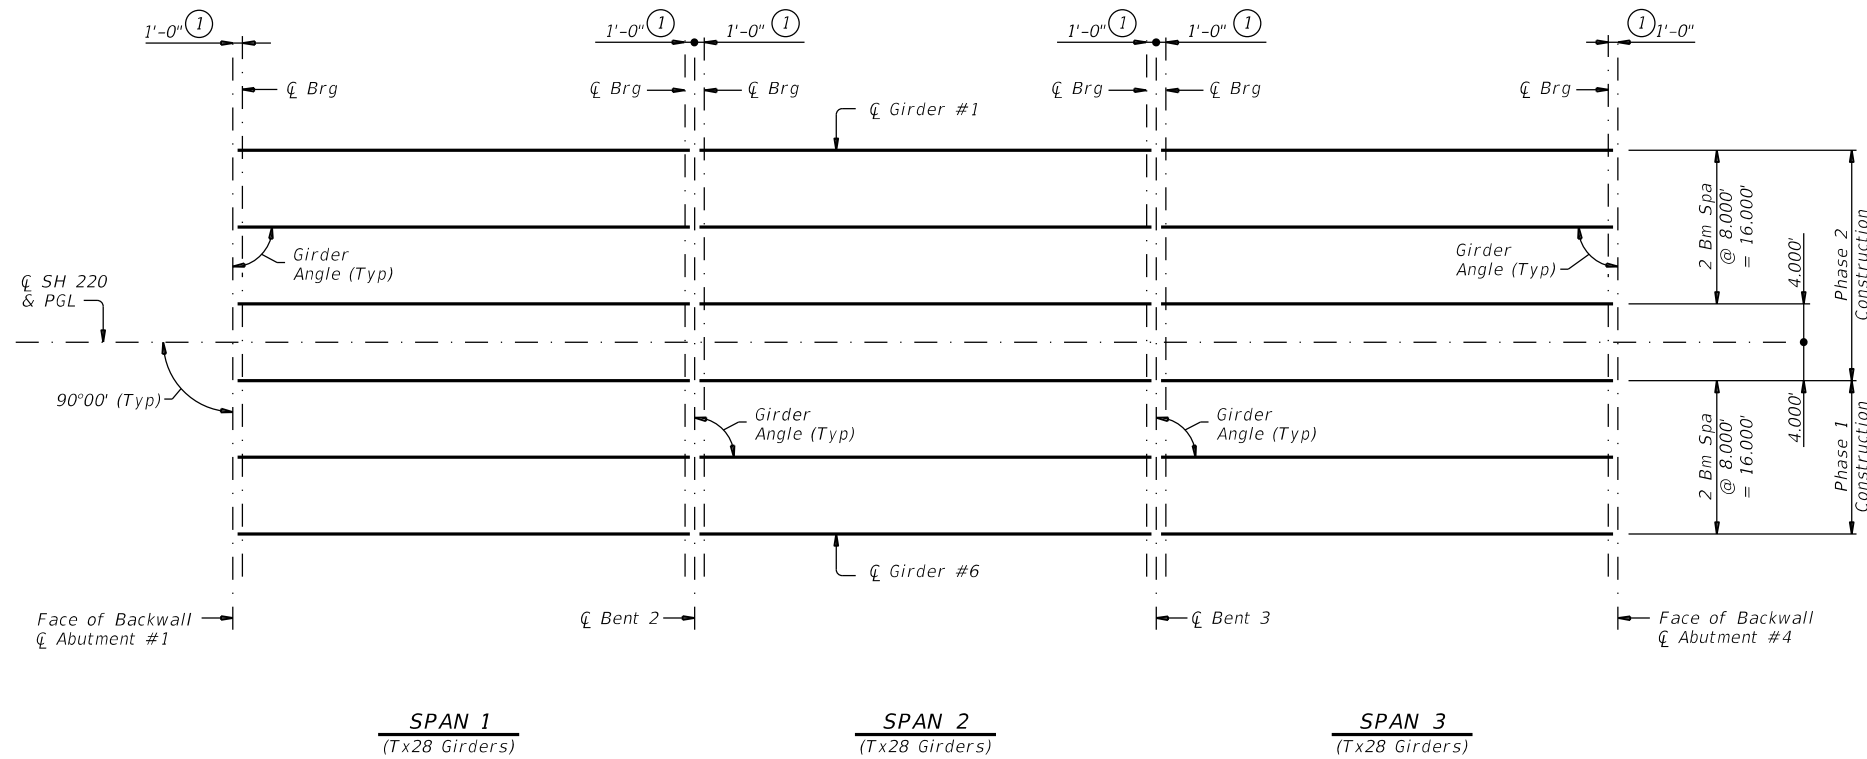 1'-0" 1
1'-0" 1
1'-0" 1
1'-0" 1
1'-0" 1
1 1'-0"
℄ Brg
℄ Brg
℄ Brg
℄ Brg
℄ Brg
℄ Brg
℄ Girder #1
Girder
Angle (Typ)
Girder
Angle (Typ)
℄ SH 220
& PGL
90°00' (Typ)
Girder
Angle (Typ)
Girder
Angle (Typ)
2 Bm Spa
@ 8.000'
= 16.000'
4.000'
Phase 2
Construction
2 Bm Spa
@ 8.000'
= 16.000'
4.000'
Phase 1
Construction
℄ Girder #6
Face of Backwall
℄ Abutment #1
℄ Bent 2
℄ Bent 3
Face of Backwall
℄ Abutment #4
SPAN 1
(Tx28 Girders)
SPAN 2
(Tx28 Girders)
SPAN 3
(Tx28 Girders)